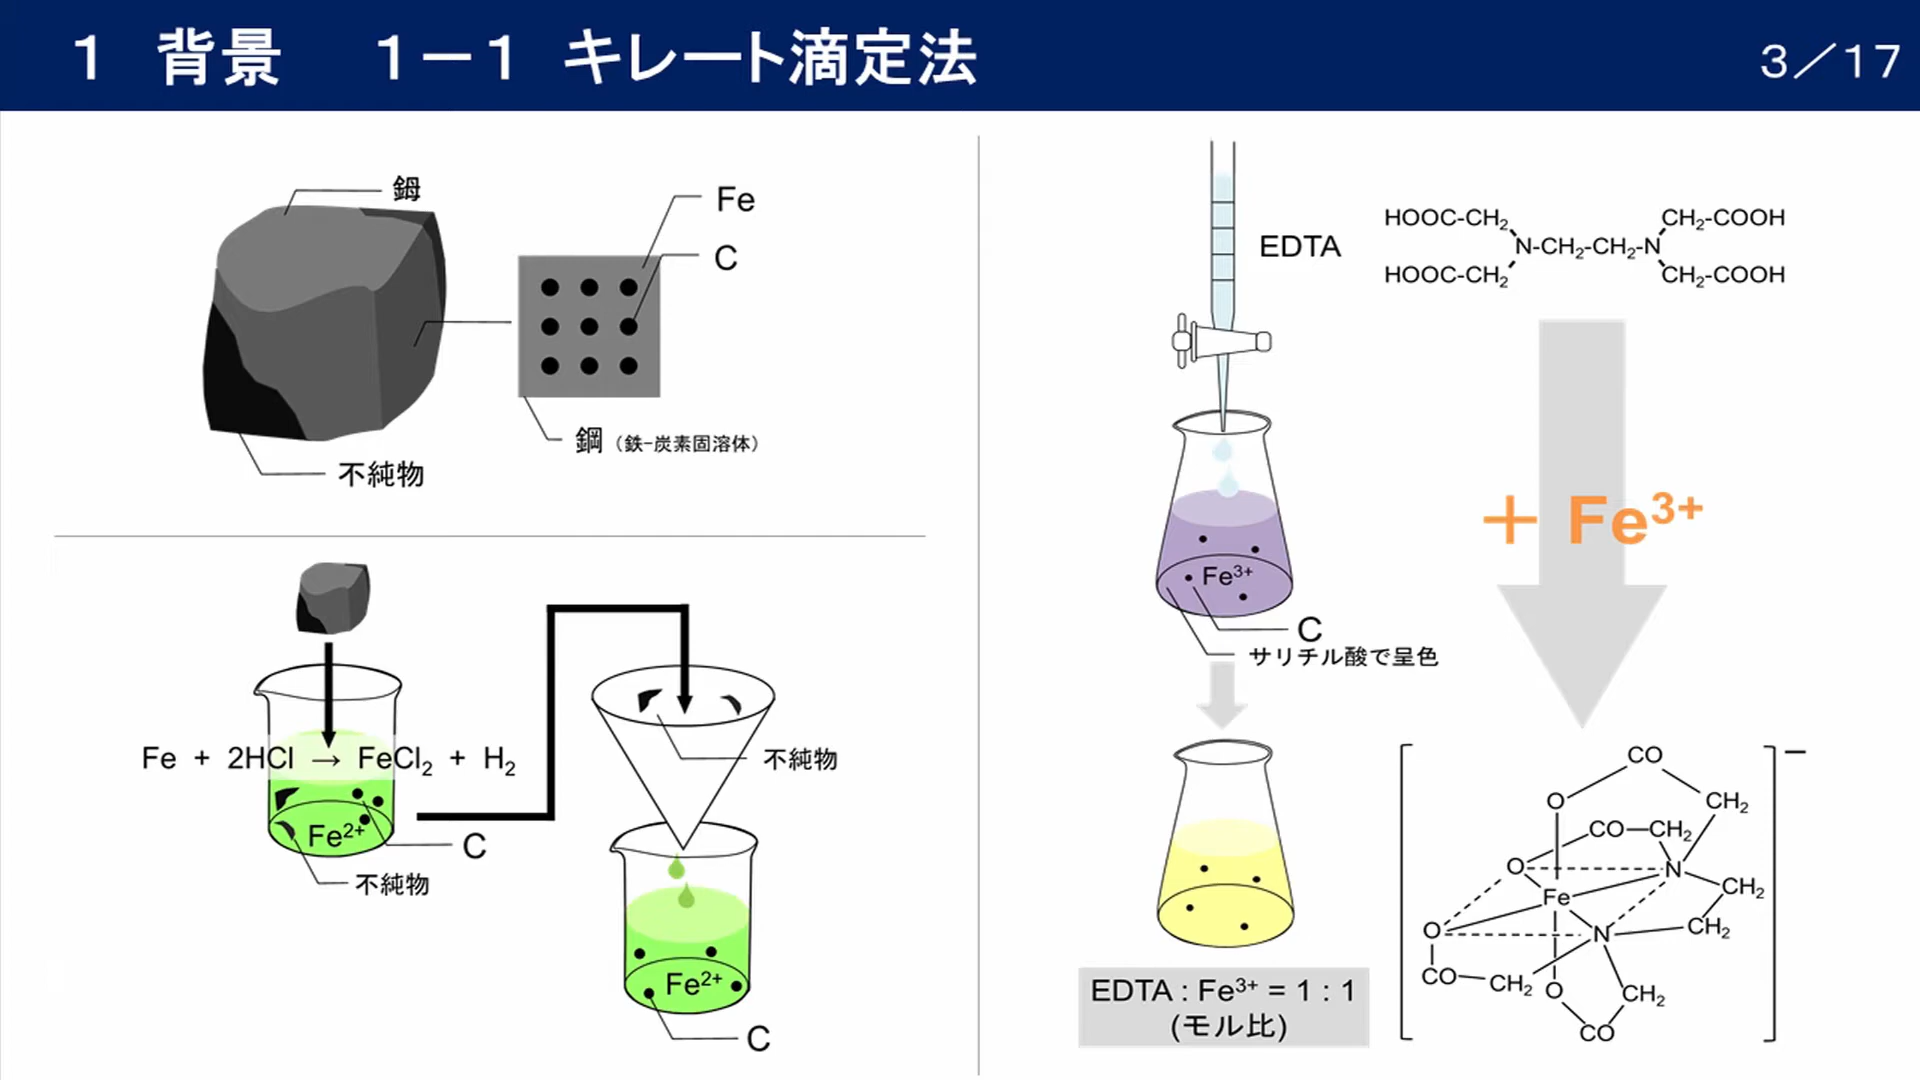 1 背景 1－1 キレート滴定法
3／17
鉧
Fe
C
鋼（鉄-炭素固溶体）
不純物
Fe + 2HCl → FeCl₂ + H₂
Fe²⁺
C
不純物
不純物
Fe²⁺
C
EDTA
HOOC-CH₂
CH₂-COOH
N-CH₂-CH₂-N
HOOC-CH₂
CH₂-COOH
＋ Fe³⁺
Fe³⁺
C
サリチル酸で呈色
EDTA : Fe³⁺ = 1 : 1
(モル比)
CO
O
CH₂
CO
CH₂
O
N
Fe
CH₂
O
N
CH₂
CO
CH₂
O
CH₂
CO
−